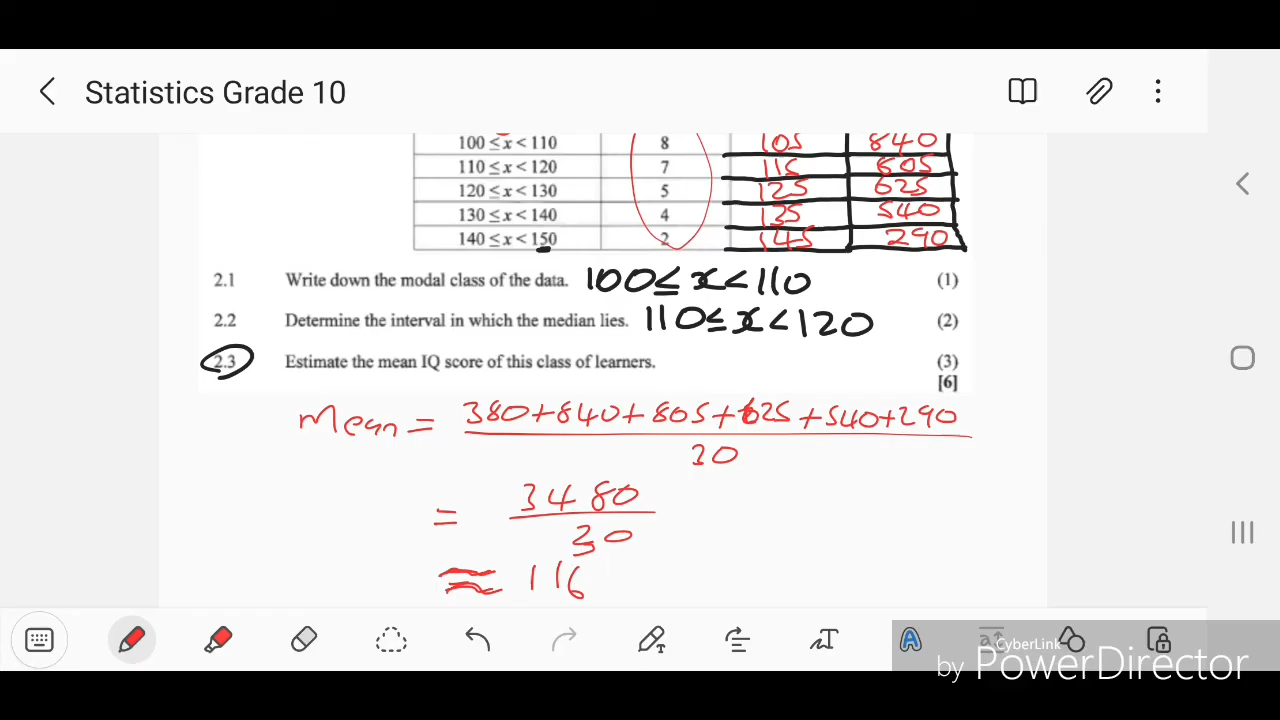 Statistics Grade 10
100 ≤ x < 110 8 105 840
110 ≤ x < 120 7 115 805
120 ≤ x < 130 5 125 625
130 ≤ x < 140 4 135 540
140 ≤ x < 150 2 145 290
2.1 Write down the modal class of the data. 100 ≤ x < 110 (1)
2.2 Determine the interval in which the median lies. 110 ≤ x < 120 (2)
2.3 Estimate the mean IQ score of this class of learners. (3)
[6]
Mean = 380+840+805+625+540+290
30
= 3480
30
≈ 116
CyberLink
by PowerDirector